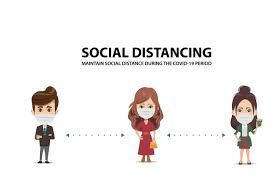 SOCIAL DISTANCING
MAINTAIN SOCIAL DISTANCE DURING THE COVID-19 PERIOD